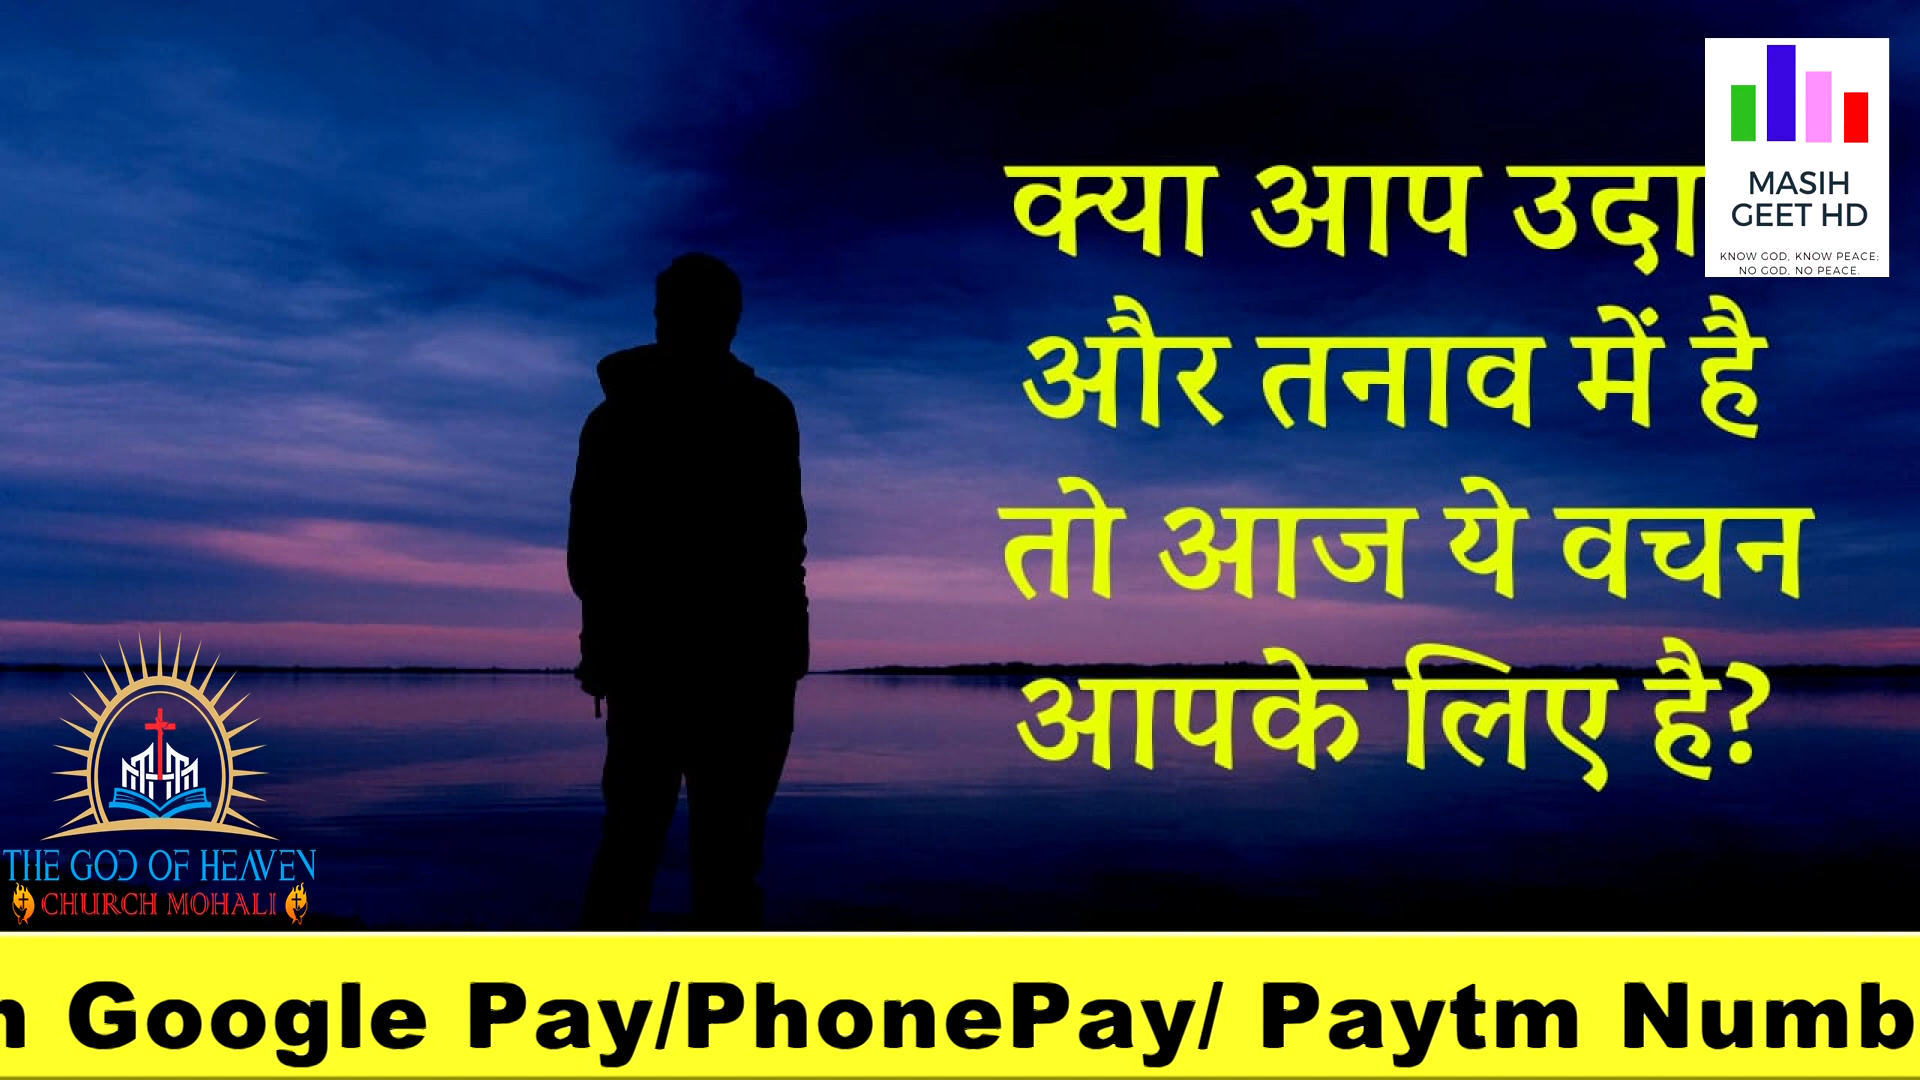 क्या आप उदा
और तनाव में है
तो आज ये वचन
आपके लिए है?
MASIH
GEET HD
KNOW GOD, KNOW PEACE;
NO GOD, NO PEACE.
THE GOD OF HEAVEN
CHURCH MOHALI
n Google Pay/PhonePay/ Paytm Numb